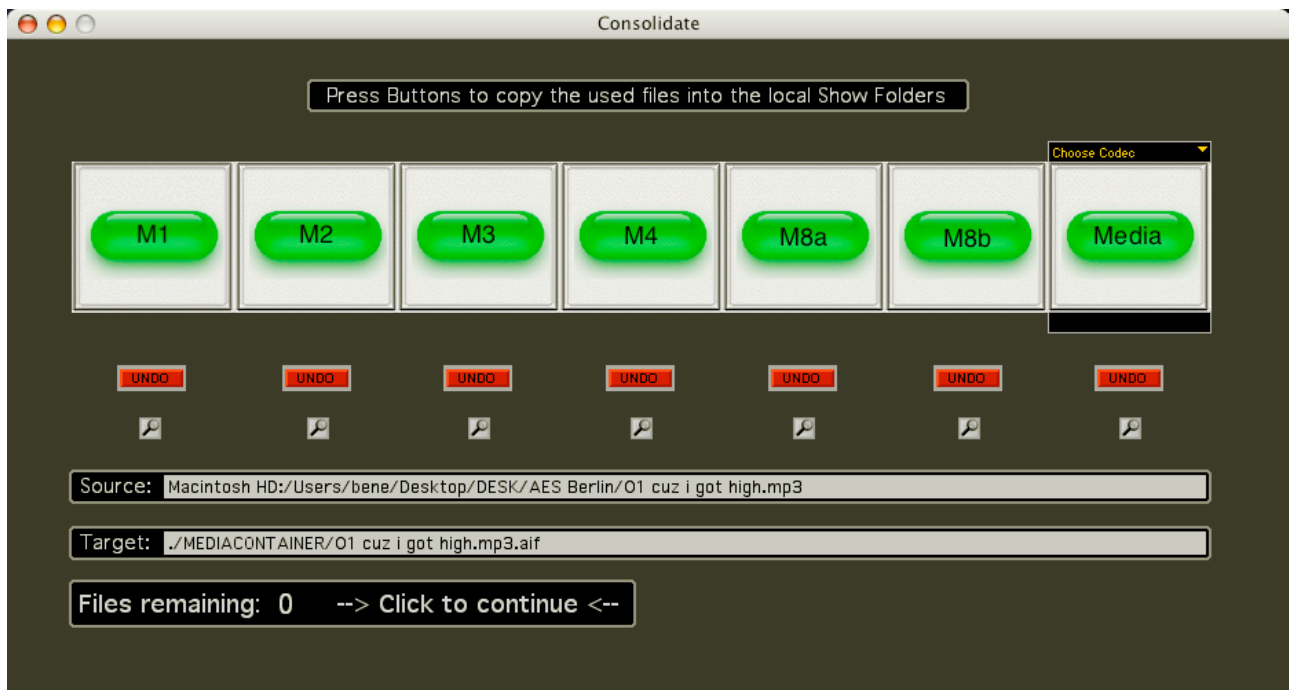 Consolidate
Press Buttons to copy the used files into the local Show Folders
Choose Codec
M1 M2 M3 M4 M8a M8b Media
UNDO UNDO UNDO UNDO UNDO UNDO UNDO
Source: Macintosh HD:/Users/bene/Desktop/DESK/AES Berlin/01 cuz i got high.mp3
Target: ./MEDIACONTAINER/01 cuz i got high.mp3.aif
Files remaining: 0 --> Click to continue <--